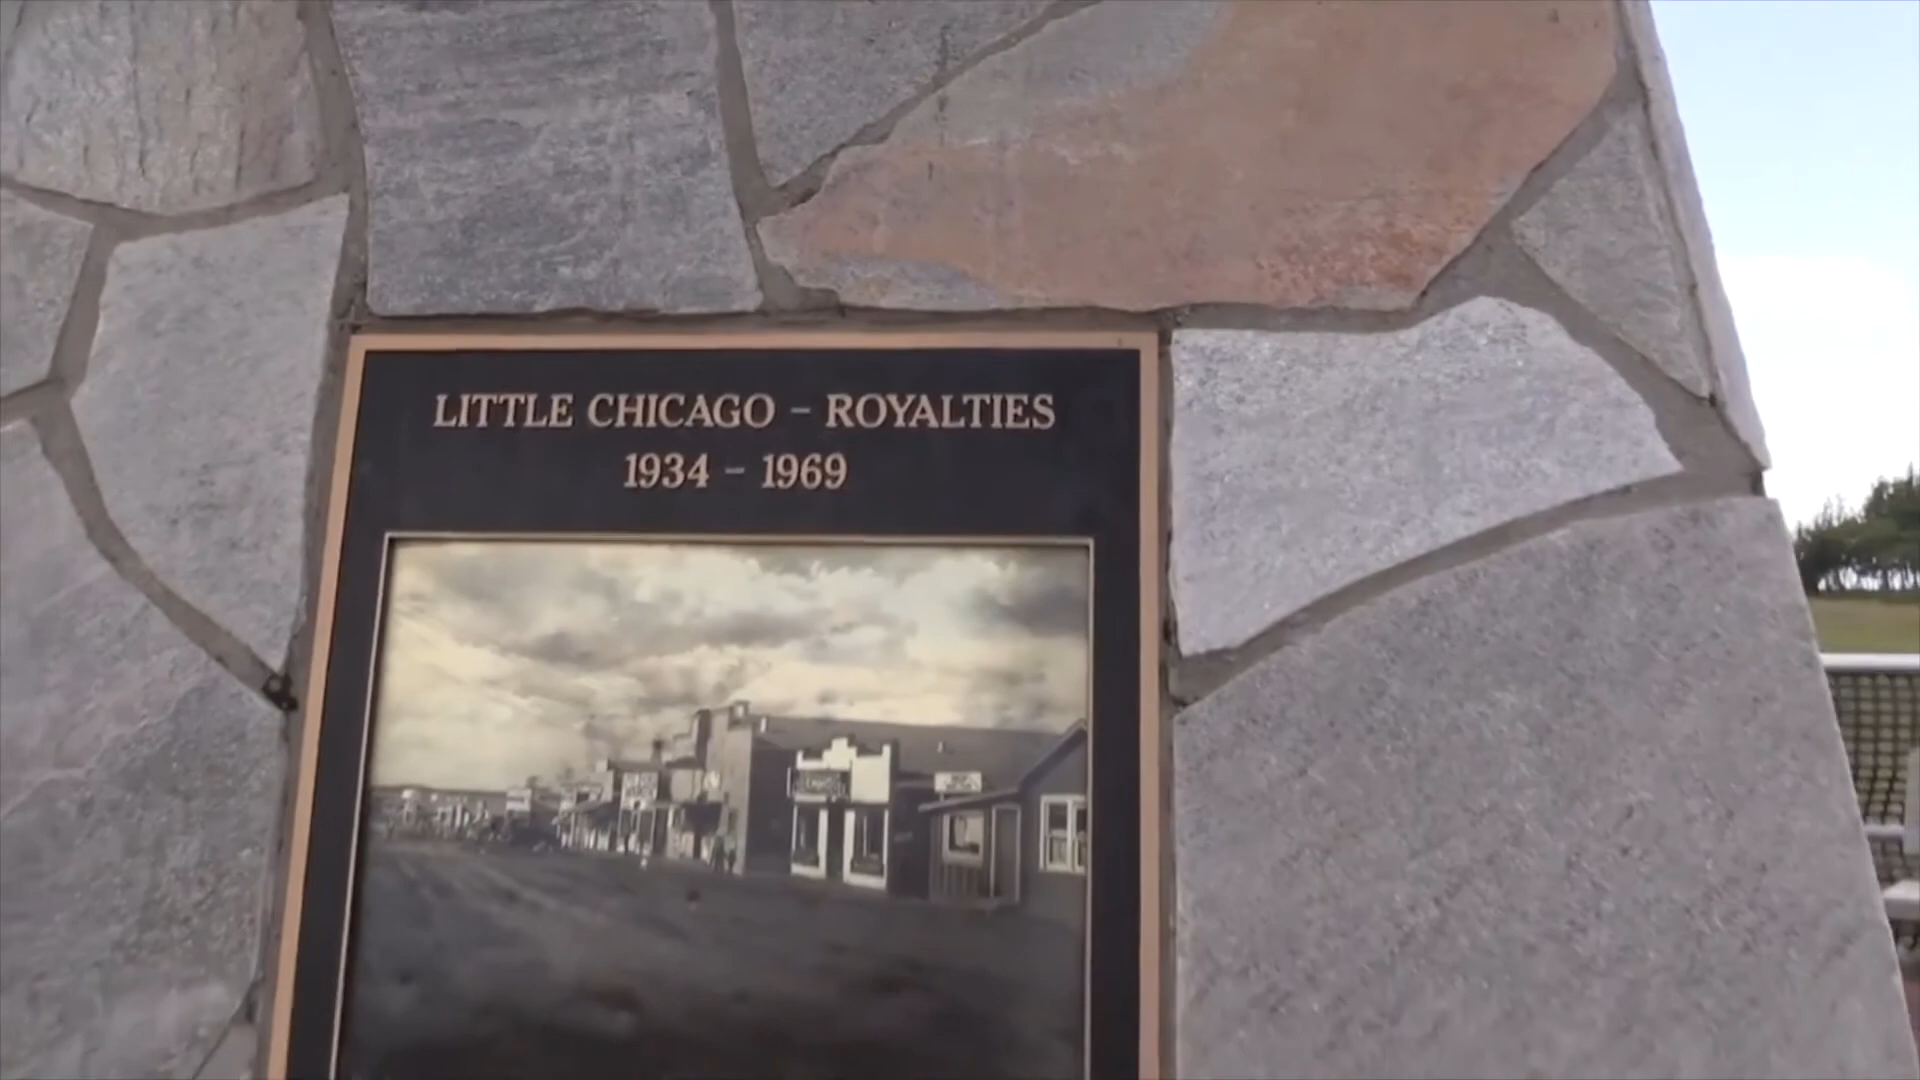 LITTLE CHICAGO – ROYALTIES
1934 – 1969